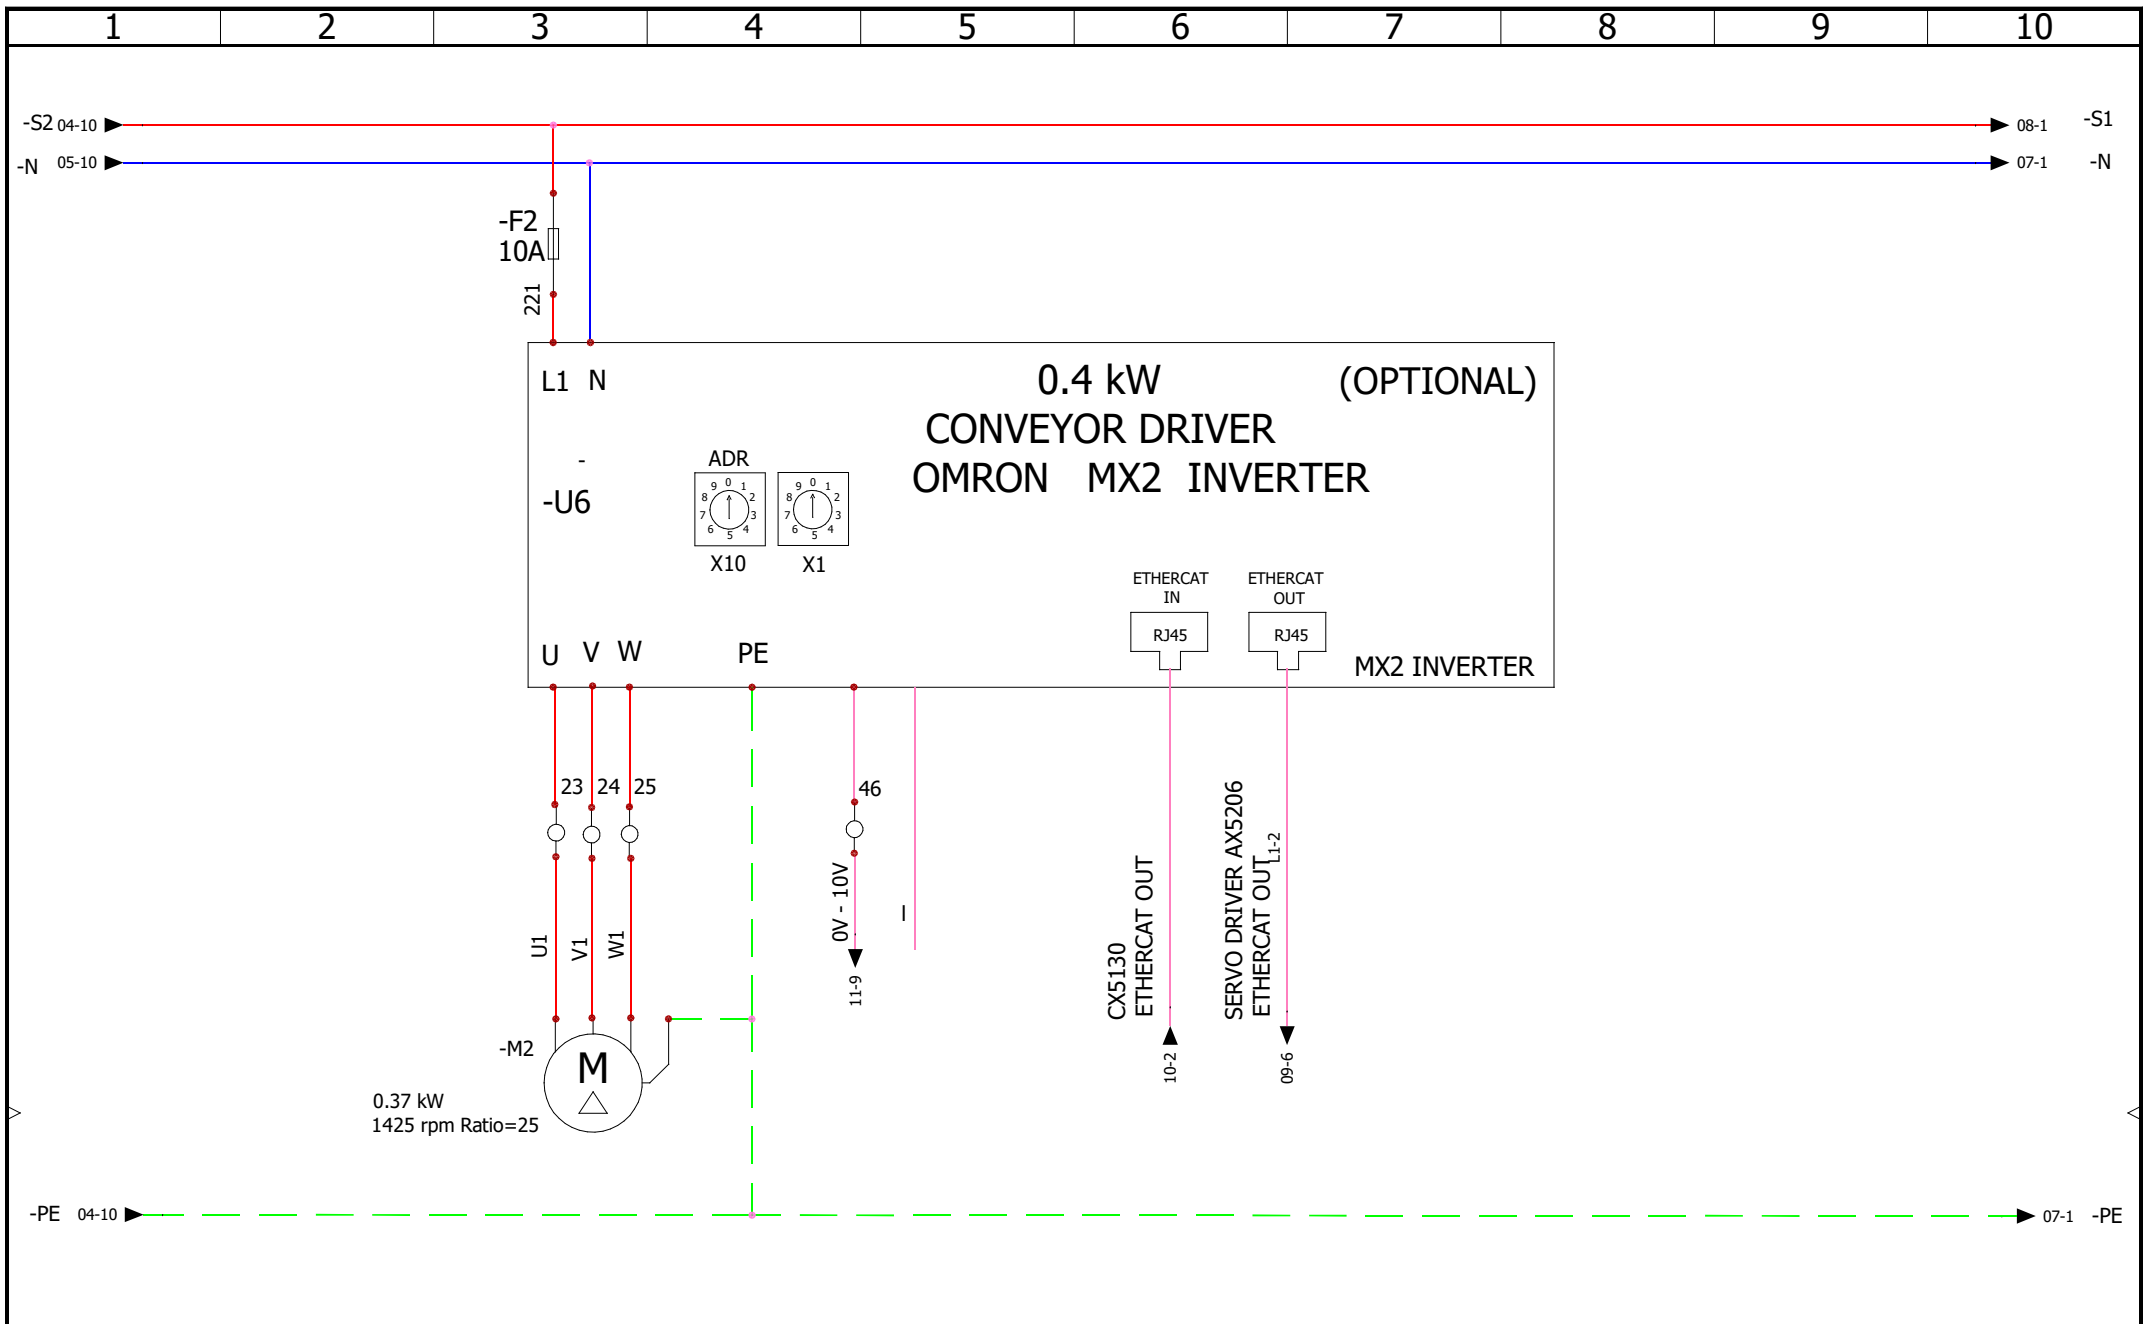 1 2 3 4 5 6 7 8 9 10
-S2 04-10
08-1 -S1
-N 05-10
07-1 -N
-F2
10A
221
L1 N
0.4 kW
(OPTIONAL)
CONVEYOR DRIVER
OMRON MX2 INVERTER
-
-U6
ADR
0 1 2 3 4 5 6 7 8 9
X10
0 1 2 3 4 5 6 7 8 9
X1
ETHERCAT
IN
RJ45
ETHERCAT
OUT
RJ45
U V W
PE
MX2 INVERTER
23 24 25
46
U1
V1
W1
0V - 10V
11-9
I
CX5130
ETHERCAT OUT
10-2
SERVO DRIVER AX5206
ETHERCAT OUT
L1-2
09-6
-M2
M
0.37 kW
1425 rpm Ratio=25
-PE 04-10
07-1 -PE